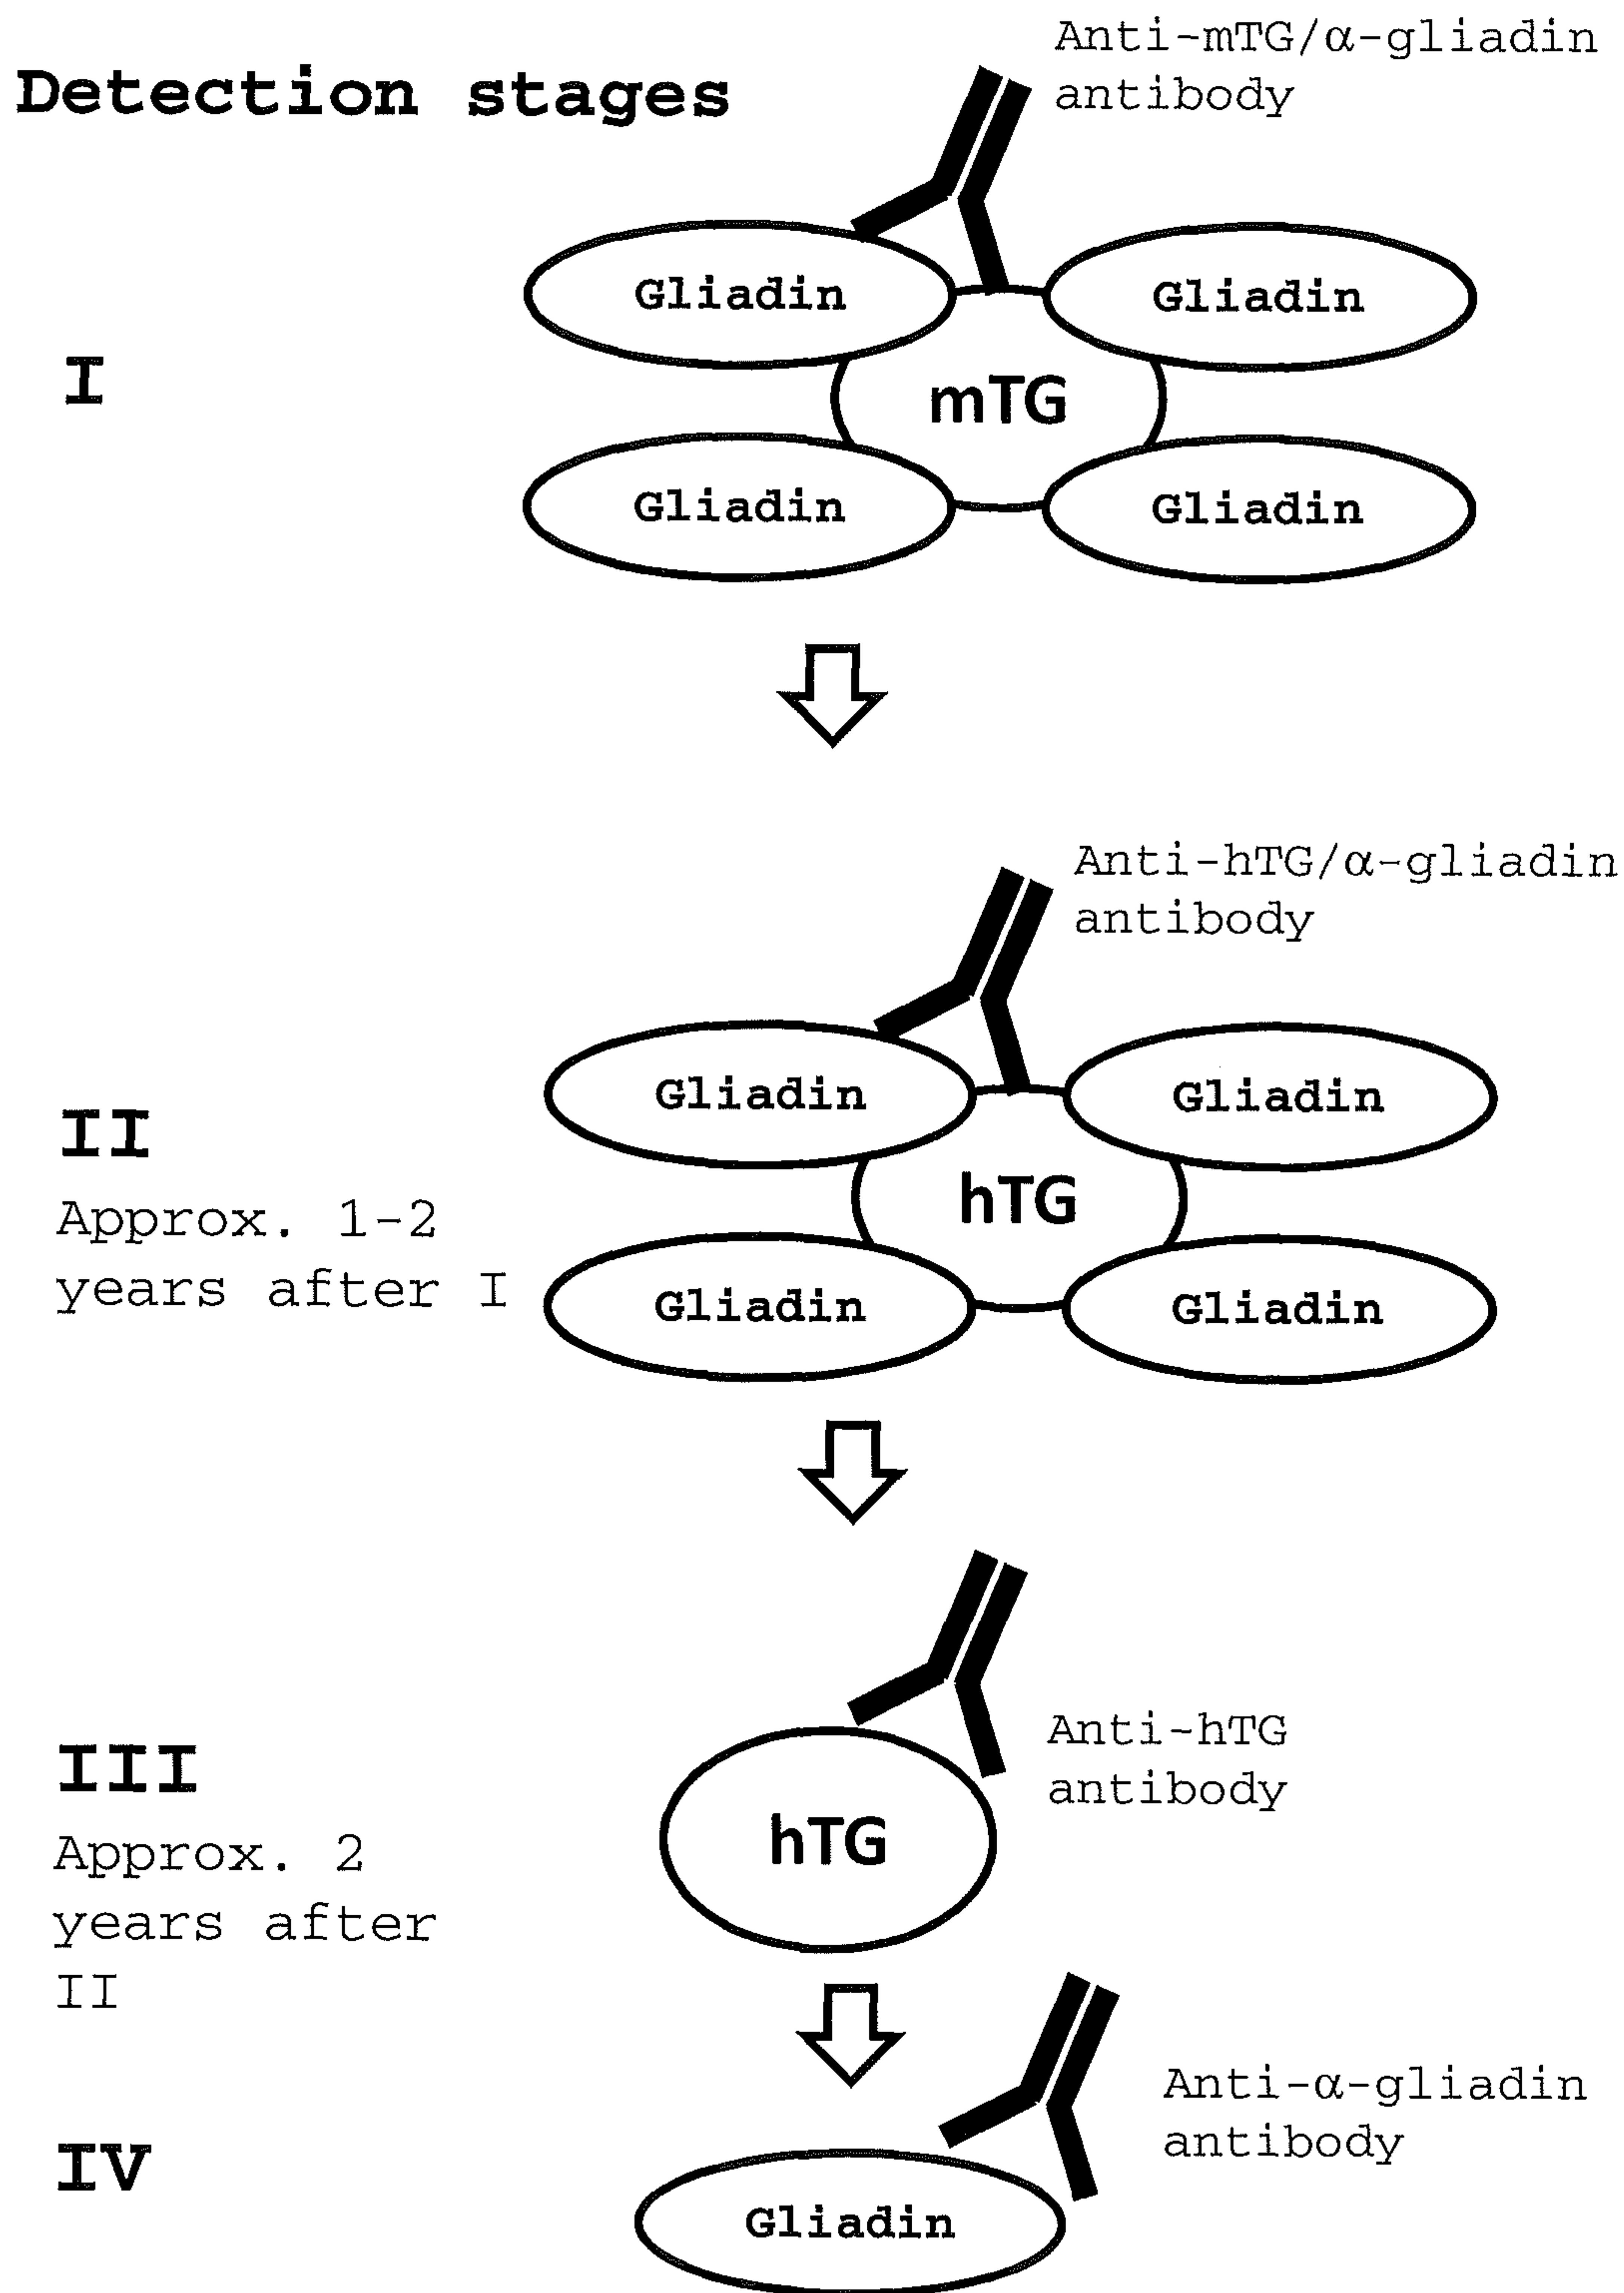 Anti-mTG/α-gliadin
antibody
Detection stages
Gliadin
Gliadin
I
mTG
Gliadin
Gliadin
Anti-hTG/α-gliadin
antibody
Gliadin
Gliadin
II
Approx. 1-2
years after I
hTG
Gliadin
Gliadin
Anti-hTG
antibody
III
Approx. 2
years after
II
hTG
Anti-α-gliadin
antibody
IV
Gliadin